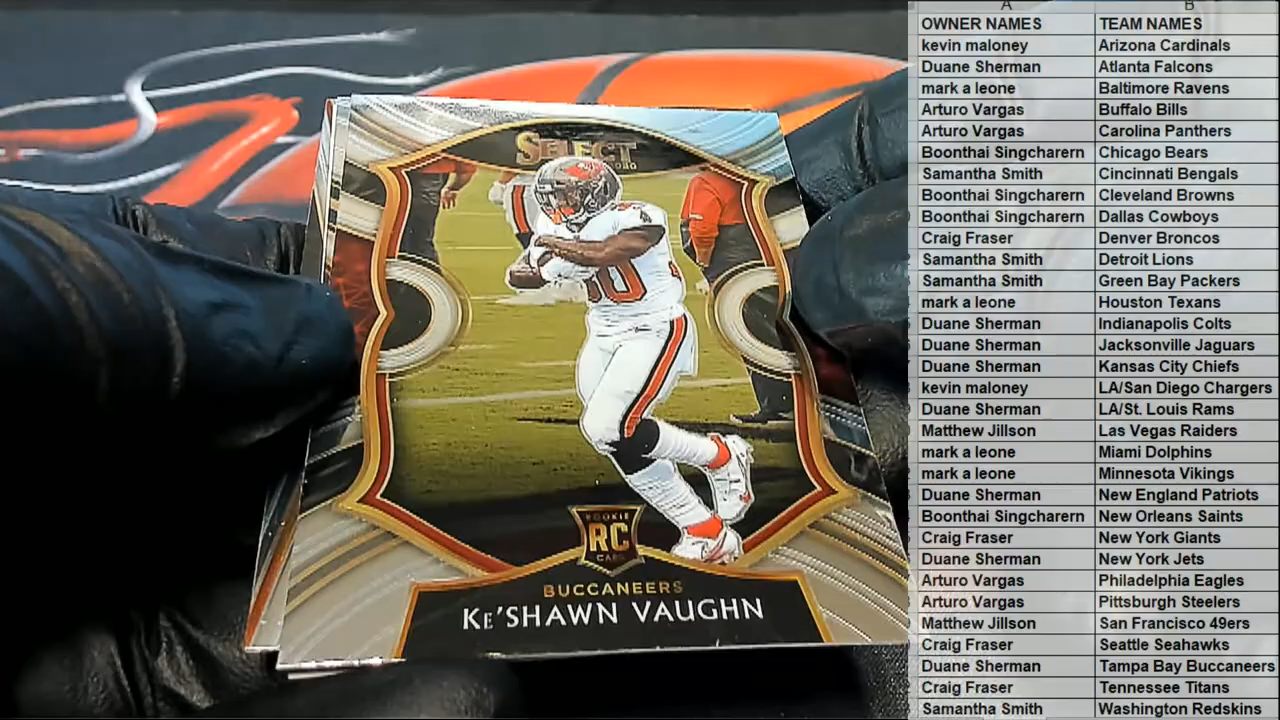 SELECT
2020
30
ROOKIE
RC
CARD
BUCCANEERS
KE'SHAWN VAUGHN
A B
OWNER NAMES TEAM NAMES
kevin maloney Arizona Cardinals
Duane Sherman Atlanta Falcons
mark a leone Baltimore Ravens
Arturo Vargas Buffalo Bills
Arturo Vargas Carolina Panthers
Boonthai Singcharern Chicago Bears
Samantha Smith Cincinnati Bengals
Boonthai Singcharern Cleveland Browns
Boonthai Singcharern Dallas Cowboys
Craig Fraser Denver Broncos
Samantha Smith Detroit Lions
Samantha Smith Green Bay Packers
mark a leone Houston Texans
Duane Sherman Indianapolis Colts
Duane Sherman Jacksonville Jaguars
Duane Sherman Kansas City Chiefs
kevin maloney LA/San Diego Chargers
Duane Sherman LA/St. Louis Rams
Matthew Jillson Las Vegas Raiders
mark a leone Miami Dolphins
mark a leone Minnesota Vikings
Duane Sherman New England Patriots
Boonthai Singcharern New Orleans Saints
Craig Fraser New York Giants
Duane Sherman New York Jets
Arturo Vargas Philadelphia Eagles
Arturo Vargas Pittsburgh Steelers
Matthew Jillson San Francisco 49ers
Craig Fraser Seattle Seahawks
Duane Sherman Tampa Bay Buccaneers
Craig Fraser Tennessee Titans
Samantha Smith Washington Redskins